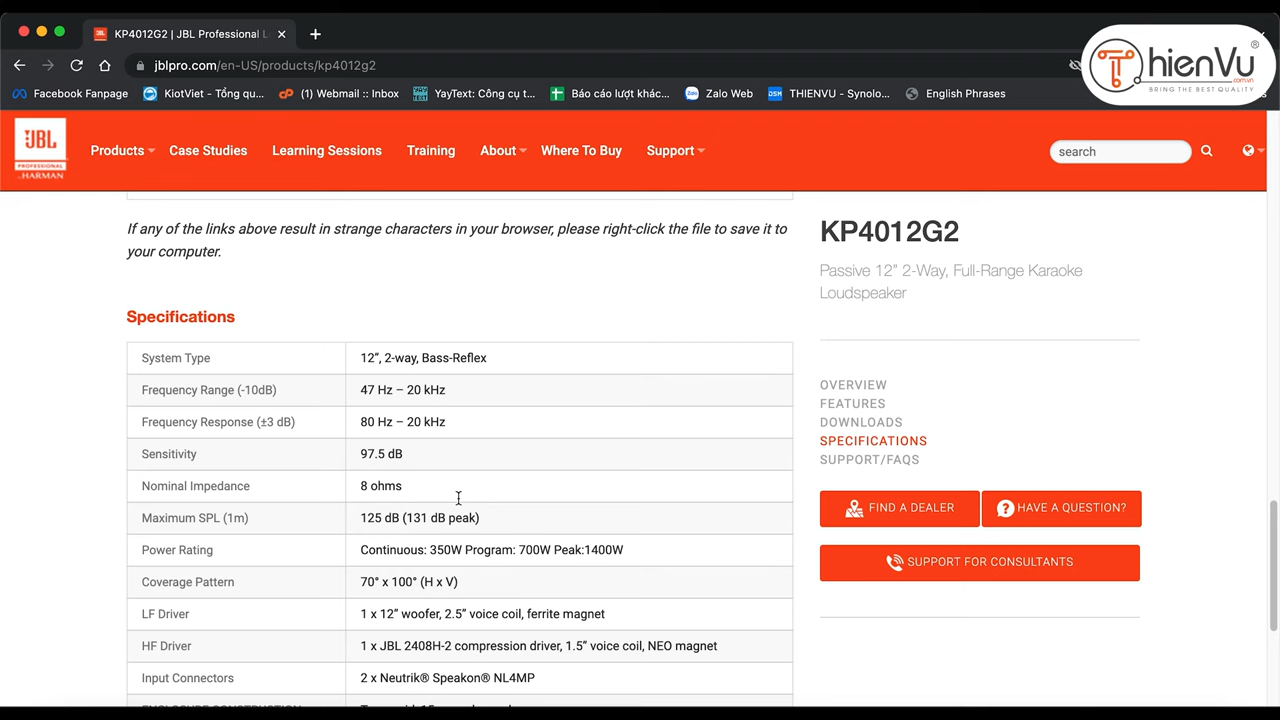 KP4012G2 | JBL Professional L
jblpro.com/en-US/products/kp4012g2
Facebook Fanpage
KiotViet - Tổng qu...
(1) Webmail :: Inbox
BayText: Công cụ t...
Báo cáo lượt khác...
Zalo Web
THIENVU - Synolo...
English Phrases
ThienVu
.com.vn
BRING THE BEST QUALITY
JBL
PROFESSIONAL
by HARMAN
Products
Case Studies
Learning Sessions
Training
About
Where To Buy
Support
search
If any of the links above result in strange characters in your browser, please right-click the file to save it to
your computer.
Specifications
System Type 12”, 2-way, Bass-Reflex
Frequency Range (-10dB) 47 Hz – 20 kHz
Frequency Response (±3 dB) 80 Hz – 20 kHz
Sensitivity 97.5 dB
Nominal Impedance 8 ohms
Maximum SPL (1m) 125 dB (131 dB peak)
Power Rating Continuous: 350W Program: 700W Peak:1400W
Coverage Pattern 70° x 100° (H x V)
LF Driver 1 x 12” woofer, 2.5” voice coil, ferrite magnet
HF Driver 1 x JBL 2408H-2 compression driver, 1.5” voice coil, NEO magnet
Input Connectors 2 x Neutrik® Speakon® NL4MP
KP4012G2
Passive 12” 2-Way, Full-Range Karaoke
Loudspeaker
OVERVIEW
FEATURES
DOWNLOADS
SPECIFICATIONS
SUPPORT/FAQS
FIND A DEALER
HAVE A QUESTION?
SUPPORT FOR CONSULTANTS